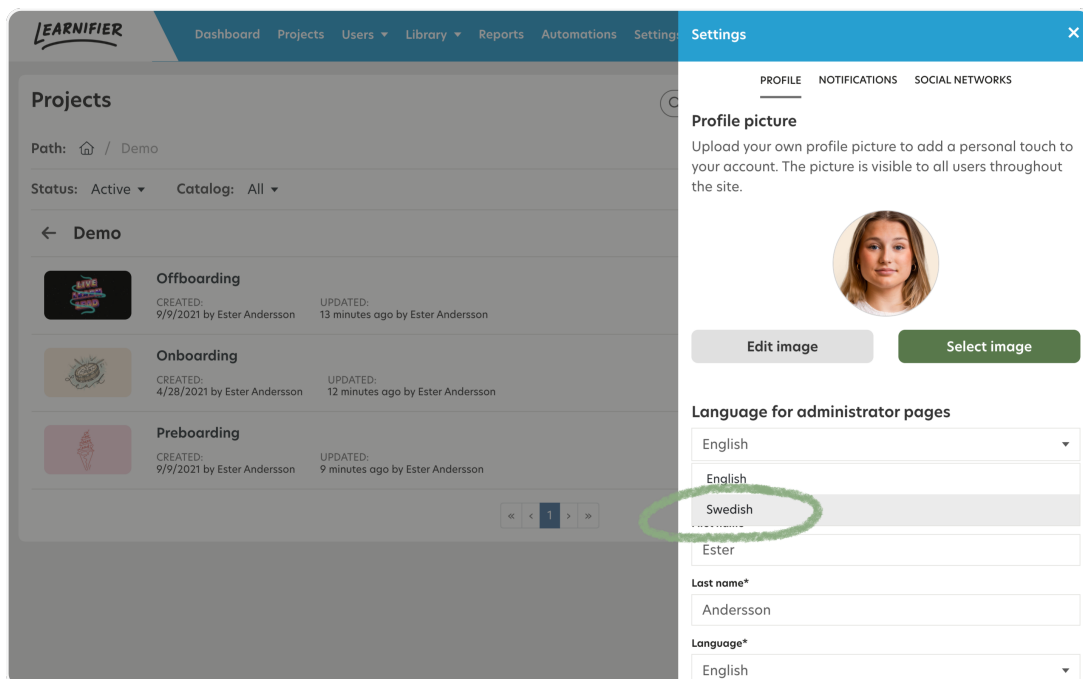 LEARNIFIER
Dashboard Projects Users Library Reports Automations Settings
Projects
Path: / Demo
Status: Active Catalog: All
Demo
LIVE
Offboarding
CREATED: UPDATED:
9/9/2021 by Ester Andersson 13 minutes ago by Ester Andersson
Onboarding
CREATED: UPDATED:
4/28/2021 by Ester Andersson 12 minutes ago by Ester Andersson
Preboarding
CREATED: UPDATED:
9/9/2021 by Ester Andersson 9 minutes ago by Ester Andersson
« < 1 > »
Settings ×
PROFILE NOTIFICATIONS SOCIAL NETWORKS
Profile picture
Upload your own profile picture to add a personal touch to
your account. The picture is visible to all users throughout
the site.
Edit image Select image
Language for administrator pages
English
English
Swedish
Ester
Last name*
Andersson
Language*
English